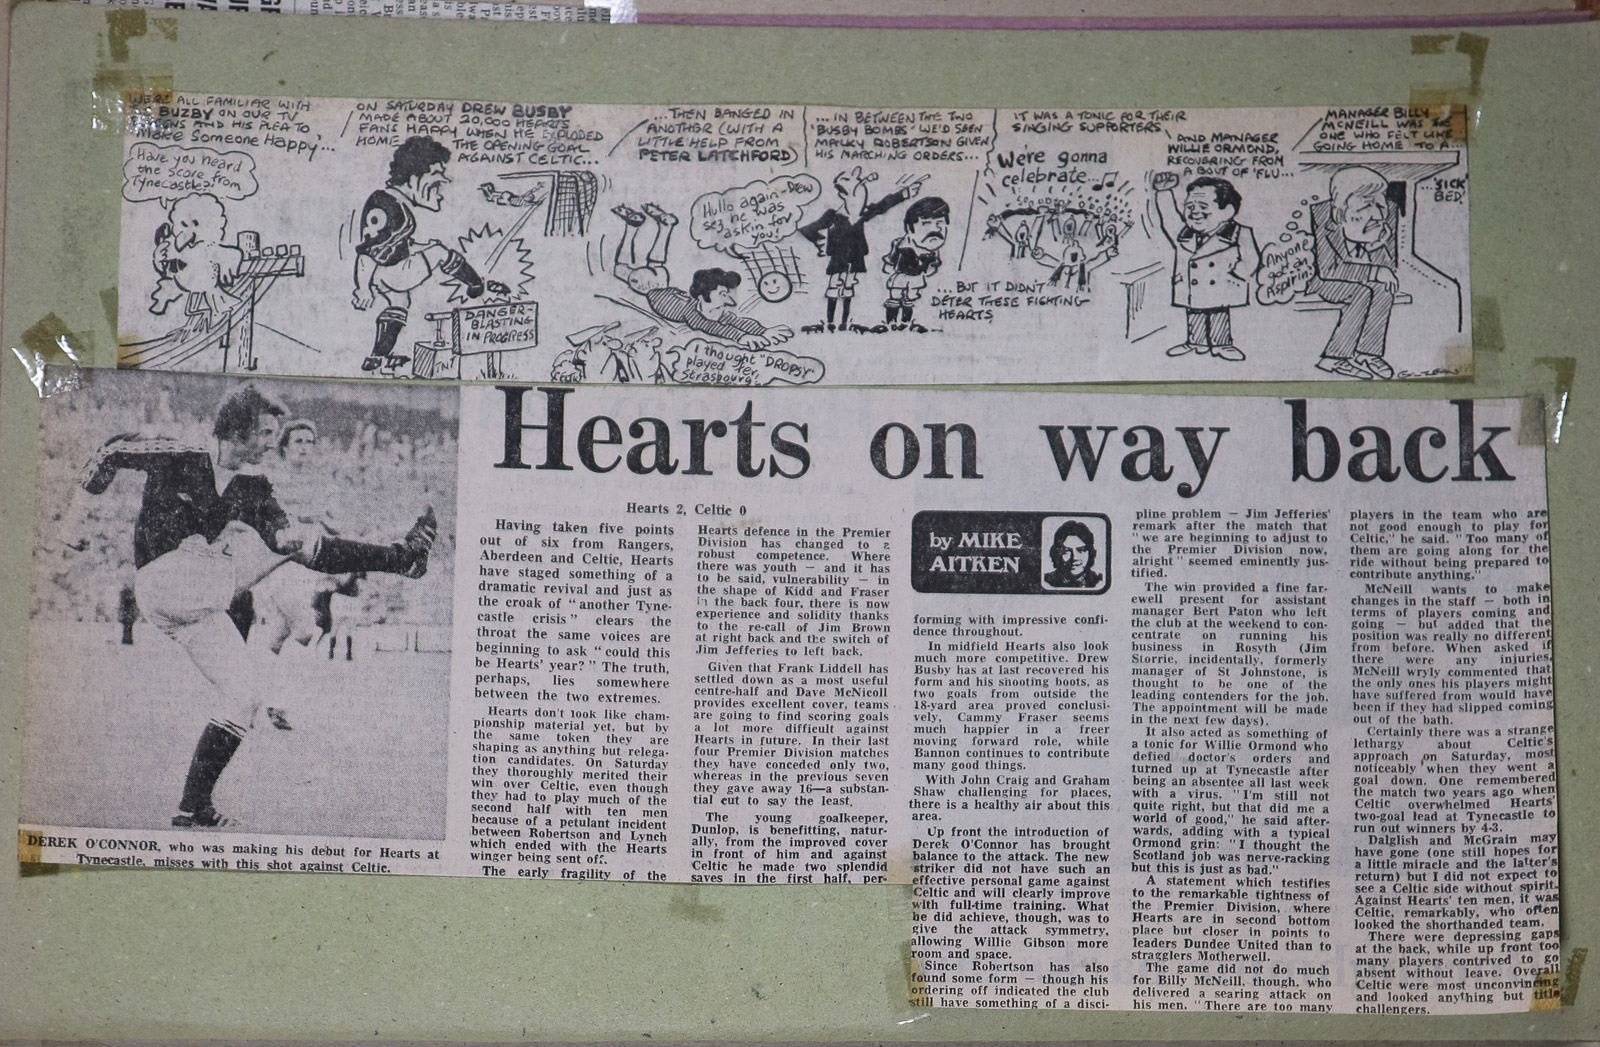 WE'RE ALL FAMILIAR WITH
BUZBY ON OUR TV
SCREENS AND HIS PLEA TO
'Make Someone Happy'...
Have you heard
the score from
Tynecastle?!
ON SATURDAY DREW BUSBY
MADE ABOUT 20,000 HEARTS
FANS HAPPY WHEN HE EXPLODED
HOME THE OPENING GOAL
AGAINST CELTIC...
DANGER-
BLASTING
IN PROGRESS
TNT
...THEN BANGED IN
ANOTHER (WITH A
LITTLE HELP FROM
PETER LATCHFORD)
Hullo again - Drew
sez he was
askin' for
you!
I thought "DROPSY"
played fer
Strasbourg!
... IN BETWEEN THE TWO
'BUSBY BOMBS' WE'D SEEN
MALKY ROBERTSON GIVEN
HIS MARCHING ORDERS...
...BUT IT DIDN'T
DETER THESE FIGHTING
HEARTS
IT WAS A TONIC FOR THEIR
SINGING SUPPORTERS
We're gonna
celebrate...
AND MANAGER
WILLIE ORMOND,
RECOVERING FROM
A BOUT OF 'FLU...
MANAGER BILLY
McNEILL WAS THE
ONE WHO FELT LIKE
GOING HOME TO A...
...'SICK'
BED.'
Anyone
got an
Aspirin?
Hearts on way back
DEREK O'CONNOR, who was making his debut for Hearts at
Tynecastle, misses with this shot against Celtic.
Hearts 2, Celtic 0
Having taken five points
out of six from Rangers,
Aberdeen and Celtic, Hearts
have staged something of a
dramatic revival and just as
the croak of "another Tyne-
castle crisis" clears the
throat the same voices are
beginning to ask "could this
be Hearts' year?" The truth,
perhaps, lies somewhere
between the two extremes.
Hearts don't look like cham-
pionship material yet, but by
the same token they are
shaping as anything but relega-
tion candidates. On Saturday
they thoroughly merited their
win over Celtic, even though
they had to play much of the
second half with ten men
because of a petulant incident
between Robertson and Lynch
which ended with the Hearts
winger being sent off.
The early fragility of the
Hearts defence in the Premier
Division has changed to a
robust competence. Where
there was youth — and it has
to be said, vulnerability — in
the shape of Kidd and Fraser
in the back four, there is now
experience and solidity thanks
to the re-call of Jim Brown
at right back and the switch of
Jim Jefferies to left back.
Given that Frank Liddell has
settled down as a most useful
centre-half and Dave McNicoll
provides excellent cover, teams
are going to find scoring goals
a lot more difficult against
Hearts in future. In their last
four Premier Division matches
they have conceded only two,
whereas in the previous seven
they gave away 16—a substan-
tial cut to say the least.
The young goalkeeper,
Dunlop, is benefitting, natur-
ally, from the improved cover
in front of him and against
Celtic he made two splendid
saves in the first half, per-
by MIKE
AITKEN
forming with impressive confi-
dence throughout.
In midfield Hearts also look
much more competitive. Drew
Busby has at last recovered his
form and his shooting boots, as
two goals from outside the
18-yard area proved conclusi-
vely, Cammy Fraser seems
much happier in a freer
moving forward role, while
Bannon continues to contribute
many good things.
With John Craig and Graham
Shaw challenging for places,
there is a healthy air about this
area.
Up front the introduction of
Derek O'Connor has brought
balance to the attack. The new
striker did not have such an
effective personal game against
Celtic and will clearly improve
with full-time training. What
he did achieve, though, was to
give the attack symmetry,
allowing Willie Gibson more
room and space.
Since Robertson has also
found some form — though his
ordering off indicated the club
still have something of a disci-
pline problem — Jim Jefferies'
remark after the match that
"we are beginning to adjust to
the Premier Division now,
alright" seemed eminently jus-
tified.
The win provided a fine far-
ewell present for assistant
manager Bert Paton who left
the club at the weekend to con-
centrate on running his
business in Rosyth (Jim
Storrie, incidentally, formerly
manager of St Johnstone, is
thought to be one of the
leading contenders for the job.
The appointment will be made
in the next few days).
It also acted as something of
a tonic for Willie Ormond who
defied doctor's orders and
turned up at Tynecastle after
being an absentee all last week
with a virus. "I'm still not
quite right, but that did me a
world of good," he said after-
wards, adding with a typical
Ormond grin: "I thought the
Scotland job was nerve-racking
but this is just as bad."
A statement which testifies
to the remarkable tightness of
the Premier Division, where
Hearts are in second bottom
place but closer in points to
leaders Dundee United than to
stragglers Motherwell.
The game did not do much
for Billy McNeill, though, who
delivered a searing attack on
his men. "There are too many
players in the team who are
not good enough to play for
Celtic," he said. "Too many of
them are going along for the
ride without being prepared to
contribute anything."
McNeill wants to make
changes in the staff — both in
terms of players coming and
going — but added that the
position was really no different
from before. When asked if
there were any injuries,
McNeill wryly commented that
the only ones his players might
have suffered from would have
been if they had slipped coming
out of the bath.
Certainly there was a strange
lethargy about Celtic's
approach on Saturday, most
noticeably when they went a
goal down. One remembered
the match two years ago when
Celtic overwhelmed Hearts'
two-goal lead at Tynecastle to
run out winners by 4-3.
Dalglish and McGrain may
have gone (one still hopes for
a little miracle and the latter's
return) but I did not expect to
see a Celtic side without spirit.
Against Hearts' ten men, it was
Celtic, remarkably, who often
looked the shorthanded team.
There were depressing gaps
at the back, while up front too
many players contrived to go
absent without leave. Overall
Celtic were most unconvincing
and looked anything but title
challengers.